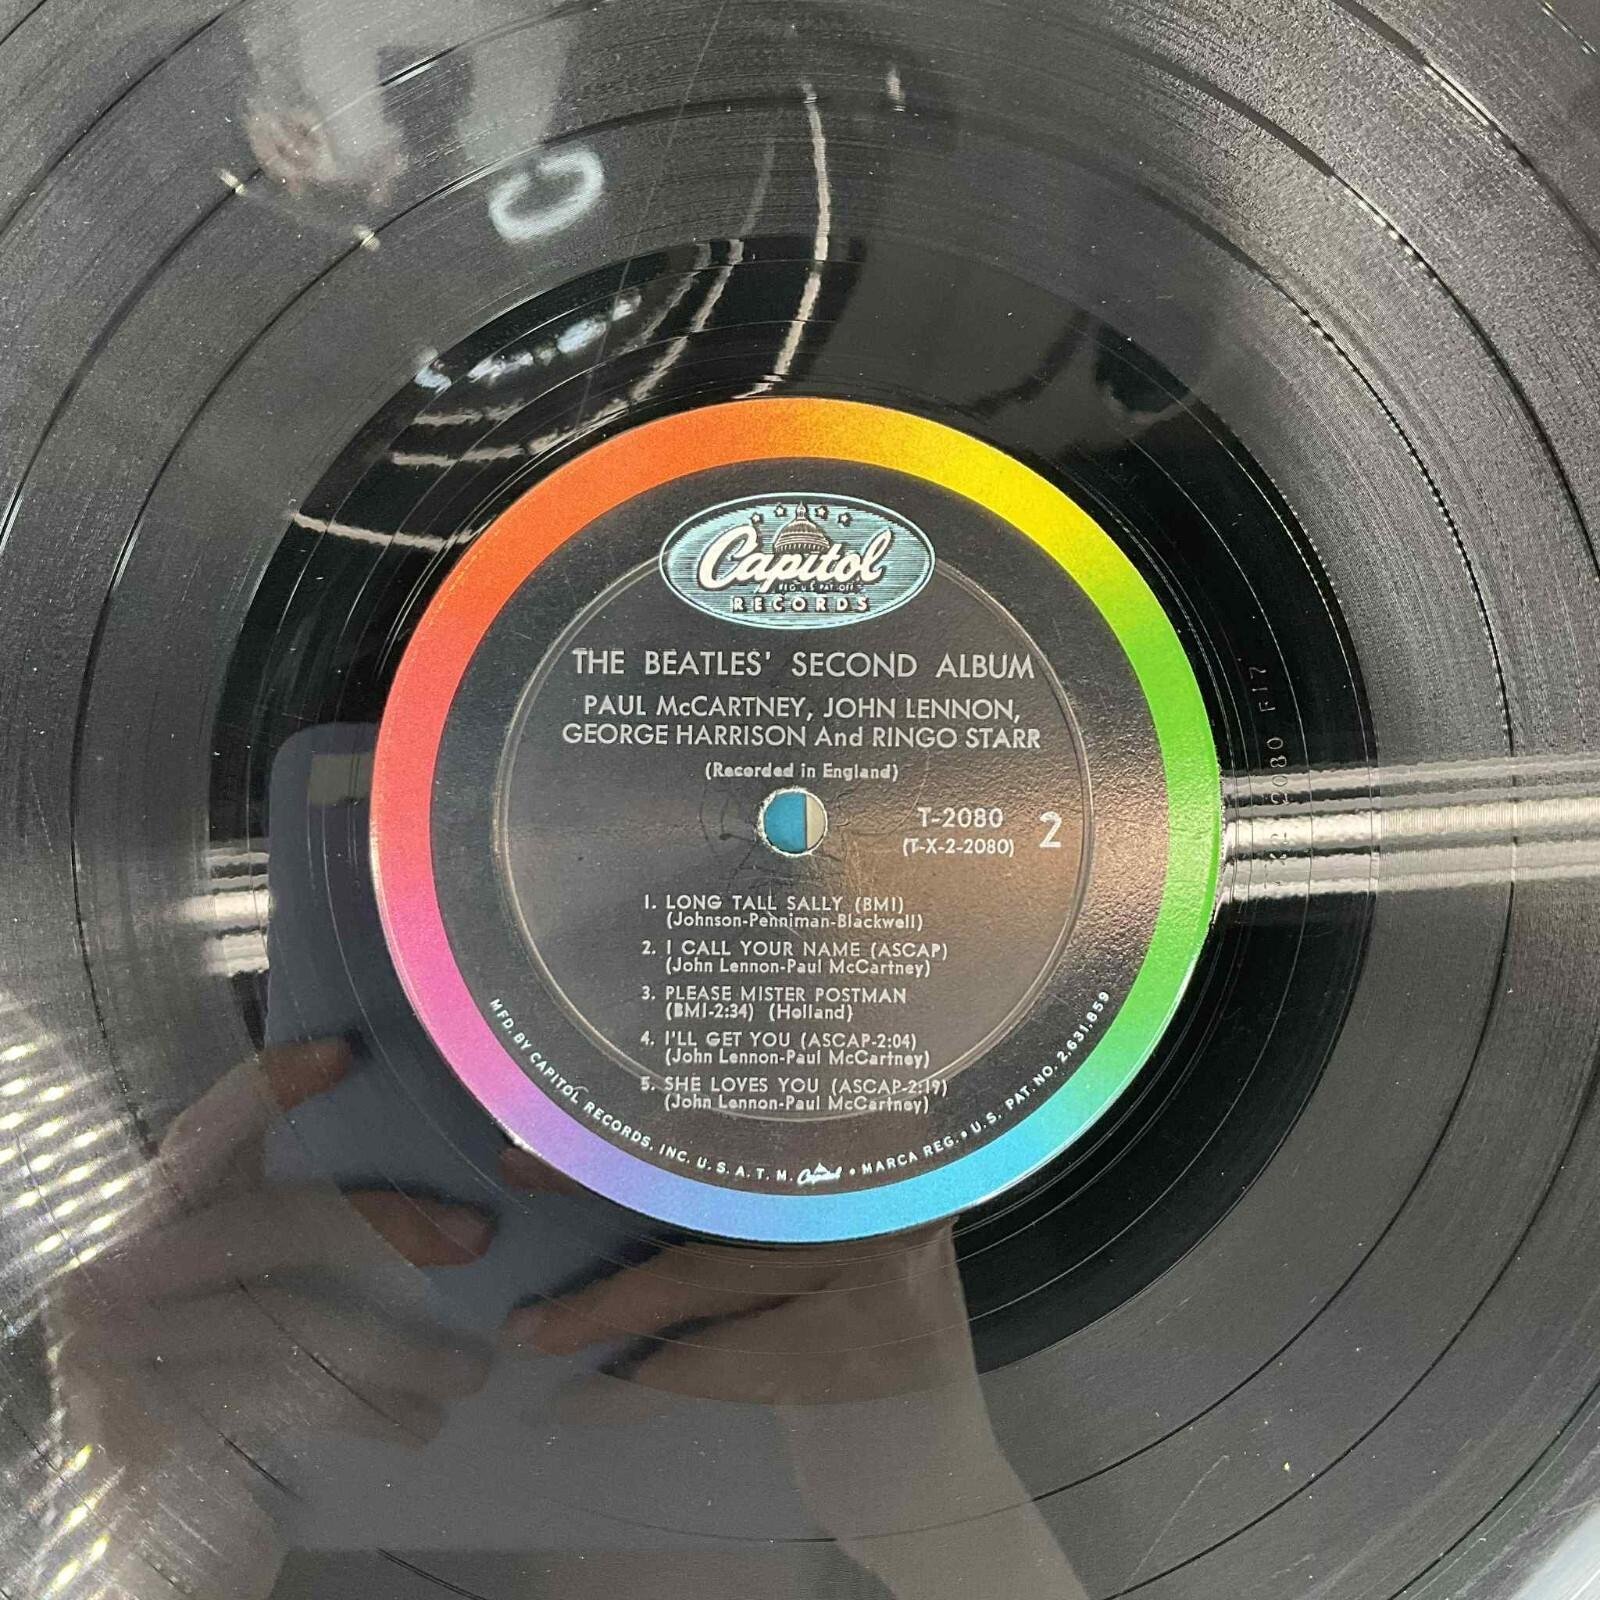 Capitol
REG. U.S. PAT. OFF.
RECORDS
THE BEATLES' SECOND ALBUM
PAUL McCARTNEY, JOHN LENNON,
GEORGE HARRISON And RINGO STARR
(Recorded in England)
T-2080
(T-X-2-2080)
2
1. LONG TALL SALLY (BMI)
(Johnson-Penniman-Blackwell)
2. I CALL YOUR NAME (ASCAP)
(John Lennon-Paul McCartney)
3. PLEASE MISTER POSTMAN
(BMI-2:34) (Holland)
4. I'LL GET YOU (ASCAP-2:04)
(John Lennon-Paul McCartney)
5. SHE LOVES YOU (ASCAP-2:19)
(John Lennon-Paul McCartney)
MFD. BY CAPITOL RECORDS, INC. U. S. A. T. M. Capitol • MARCA REG. • U. S. PAT. NO. 2,631,859
2080 F17